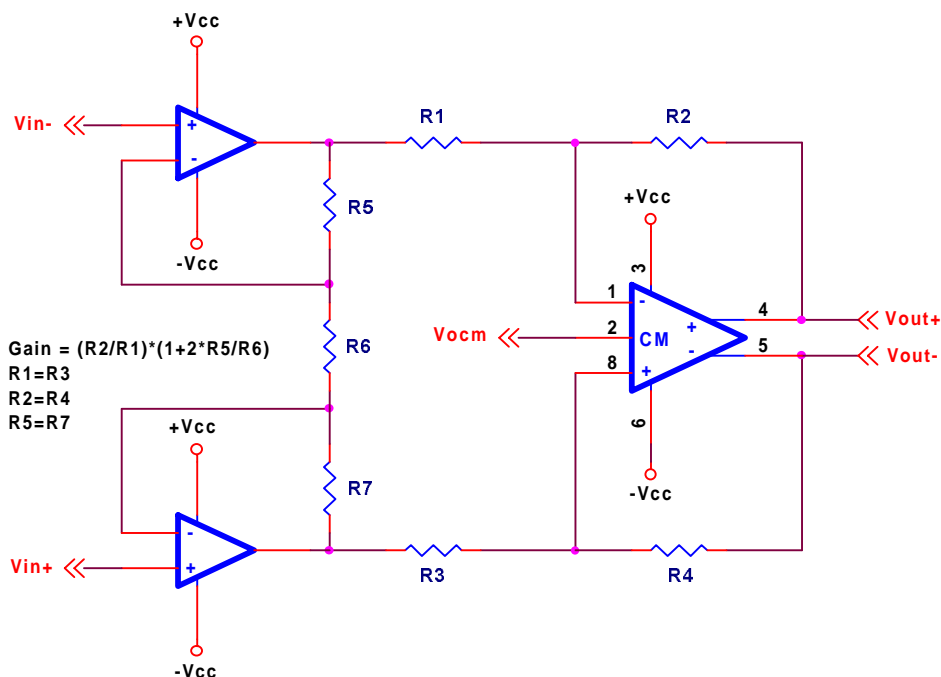 +Vcc
Vin-
+
-
-Vcc
R1
R2
R5
+Vcc
3
1
-
Vocm
2
CM
+
-
4
Vout+
5
Vout-
8
+
6
-Vcc
R6
Gain = (R2/R1)*(1+2*R5/R6)
R1=R3
R2=R4
R5=R7
+Vcc
R7
-
+
Vin+
R3
R4
-Vcc